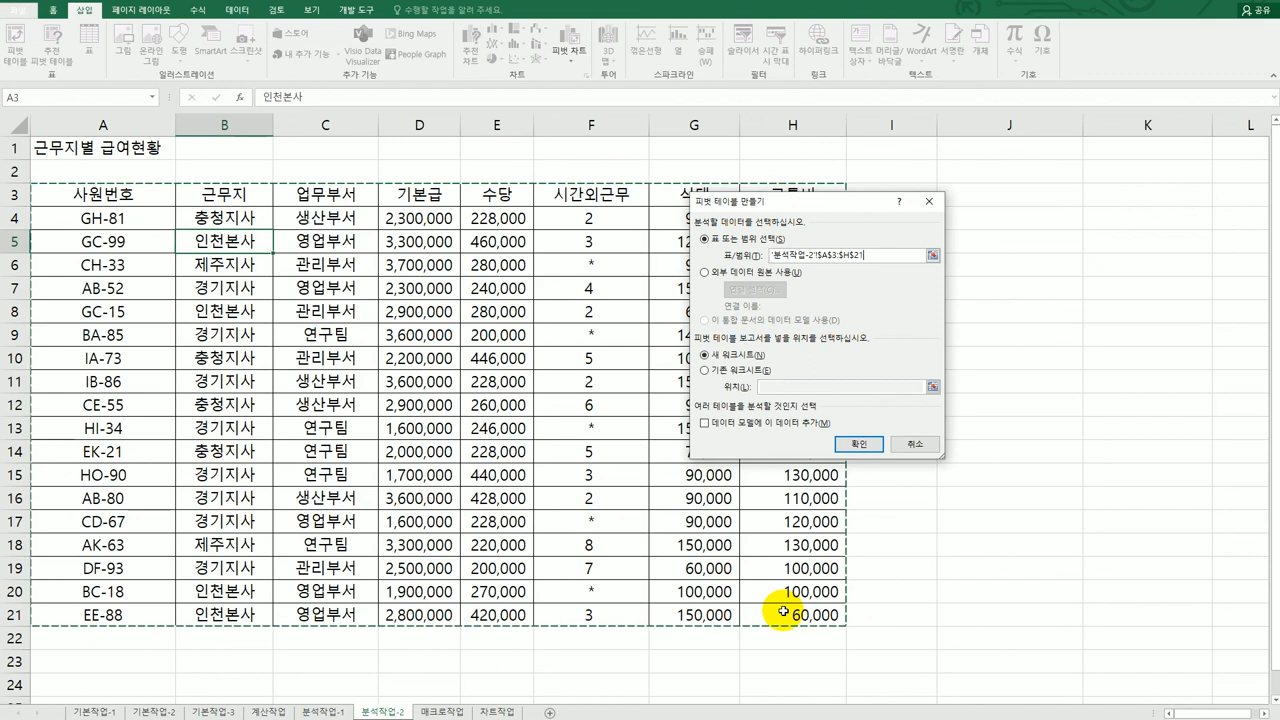 파일 홈 삽입 페이지 레이아웃 수식 데이터 검토 보기 개발 도구 수행할 작업을 알려 주세요. 공유
피벗 테이블 추천 피벗 테이블 표 그림 온라인 그림 도형 SmartArt 스크린샷 스토어 내 추가 기능 Visio Data Visualizer Bing Maps People Graph 추천 차트 피벗 차트 3D 맵 꺾은선형 열 승패 (W) 슬라이서 시간 표시 막대 하이퍼링크 텍스트 상자 머리글/바닥글 WordArt 서명란 개체 수식 기호
표 일러스트레이션 추가 기능 차트 투어 스파크라인 필터 링크 텍스트 기호
A3 fx 인천본사
A B C D E F G H I J K L
1 근무지별 급여현황
2
3 사원번호 근무지 업무부서 기본급 수당 시간외근무
4 GH-81 충청지사 생산부서 2,300,000 228,000 2
5 GC-99 인천본사 영업부서 3,300,000 460,000 3
6 CH-33 제주지사 관리부서 3,700,000 280,000 *
7 AB-52 경기지사 영업부서 2,300,000 280,000 4
8 GC-15 인천본사 영업부서 2,900,000 280,000 2
9 BA-85 경기지사 연구팀 3,600,000 200,000 *
10 IA-73 충청지사 관리부서 2,200,000 446,000 5
11 IB-86 경기지사 생산부서 3,600,000 228,000 2
12 CE-55 충청지사 생산부서 2,900,000 260,000 6
13 HI-34 경기지사 연구팀 1,600,000 246,000 *
14 EK-21 충청지사 연구팀 2,000,000 228,000 5
15 HO-90 경기지사 연구팀 1,700,000 440,000 3 90,000 130,000
16 AB-80 경기지사 생산부서 3,600,000 428,000 2 90,000 110,000
17 CD-67 경기지사 영업부서 1,600,000 228,000 * 90,000 120,000
18 AK-63 제주지사 연구팀 3,300,000 220,000 8 150,000 130,000
19 DF-93 경기지사 관리부서 2,500,000 200,000 7 60,000 100,000
20 BC-18 인천본사 영업부서 1,900,000 270,000 * 100,000 100,000
21 EE-88 인천본사 영업부서 2,800,000 420,000 3 150,000 60,000
22
23
24
피벗 테이블 만들기 ?
분석할 데이터를 선택하십시오.
표 또는 범위 선택(S)
표/범위(T): '분석작업-2'!$A$3:$H$21
외부 데이터 원본 사용(U)
연결 선택(C)...
연결 이름:
이 통합 문서의 데이터 모델 사용(D)
피벗 테이블 보고서를 넣을 위치를 선택하십시오.
새 워크시트(N)
기존 워크시트(E)
위치(L):
여러 테이블을 분석할 것인지 선택
데이터 모델에 이 데이터 추가(M)
확인 취소
기본작업-1 기본작업-2 기본작업-3 계산작업 분석작업-1 분석작업-2 매크로작업 차트작업